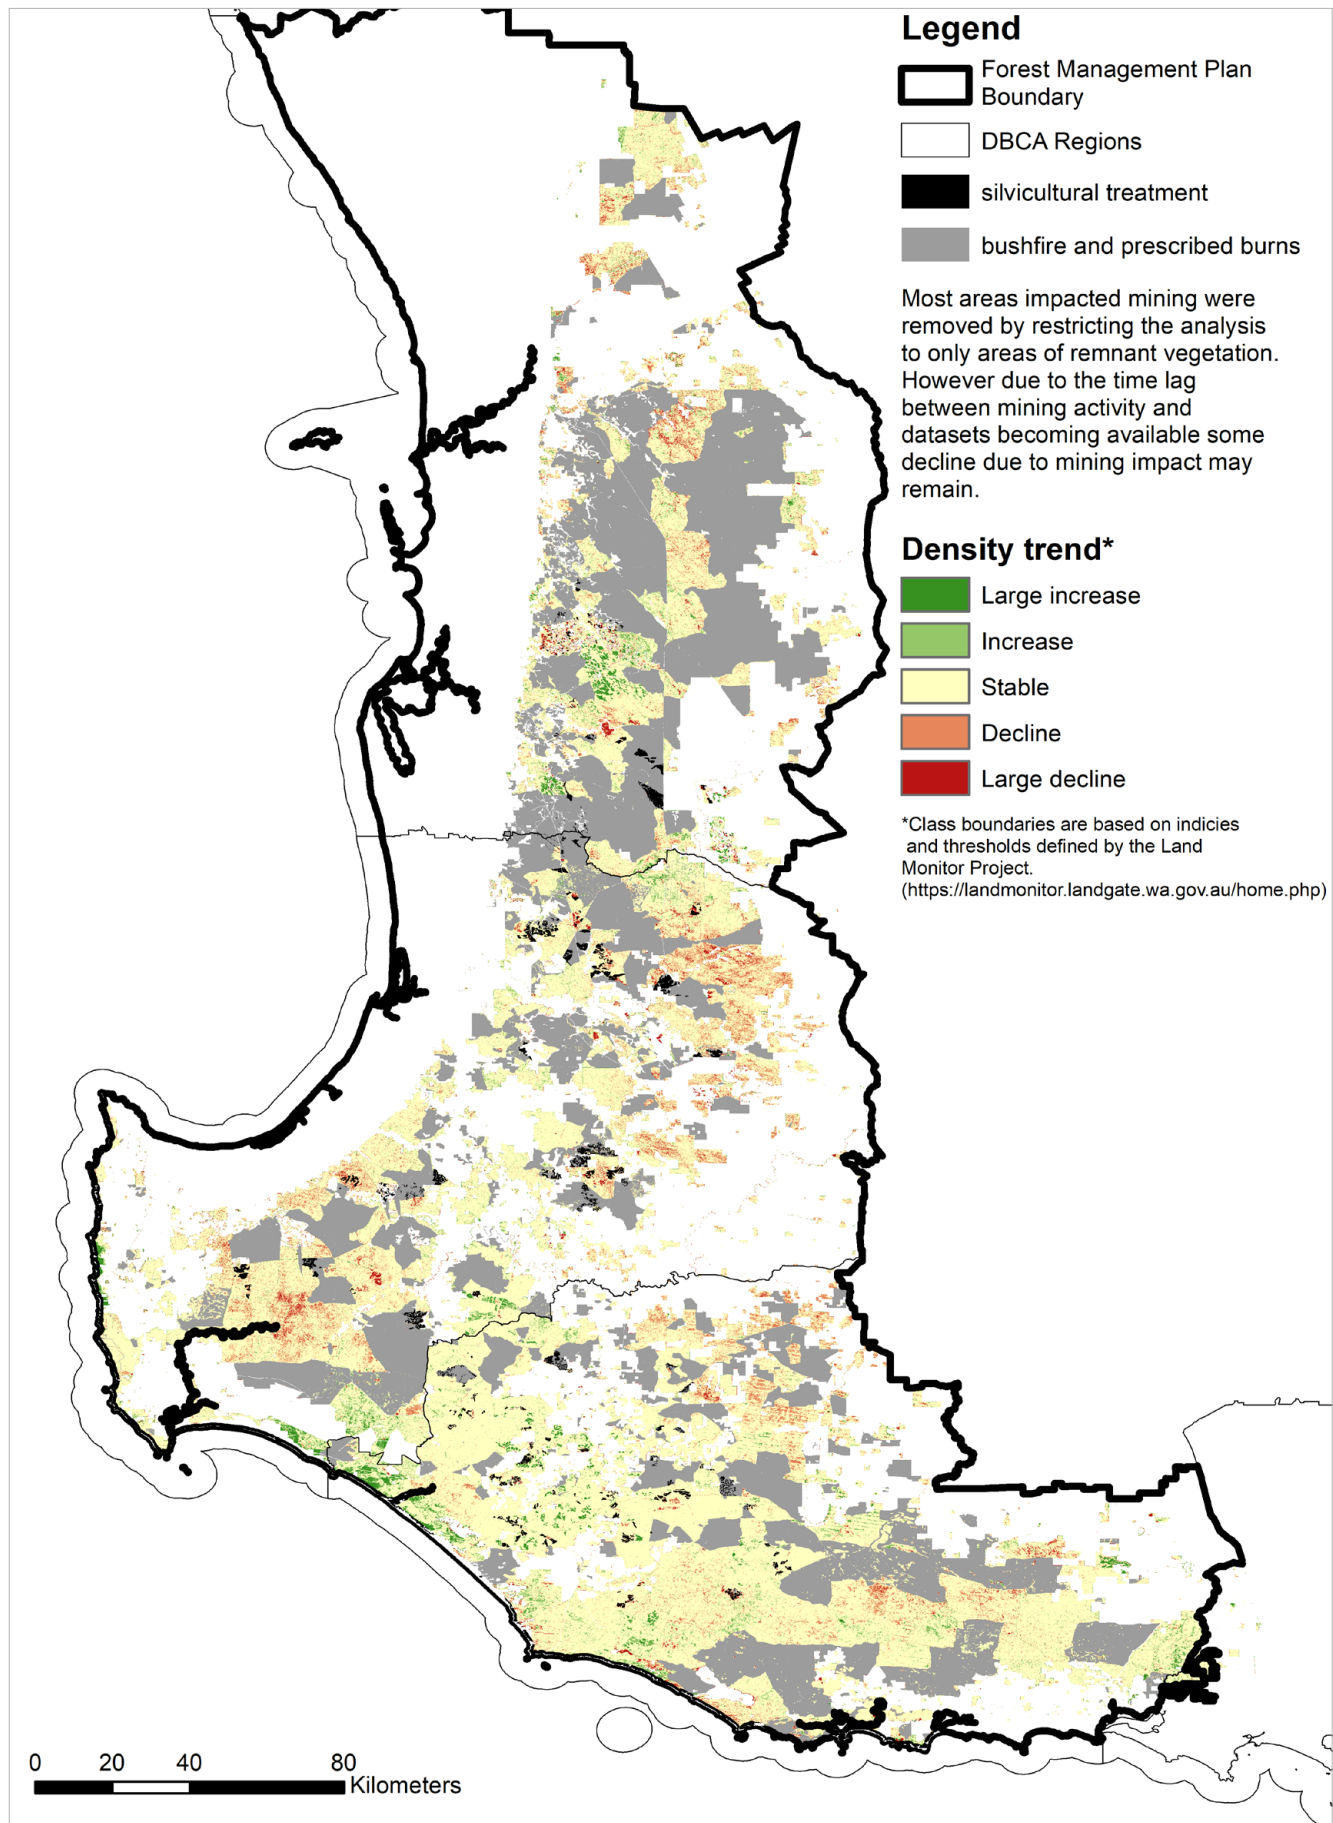 Legend
Forest Management Plan
Boundary
DBCA Regions
silvicultural treatment
bushfire and prescribed burns
Most areas impacted mining were
removed by restricting the analysis
to only areas of remnant vegetation.
However due to the time lag
between mining activity and
datasets becoming available some
decline due to mining impact may
remain.
Density trend*
Large increase
Increase
Stable
Decline
Large decline
*Class boundaries are based on indicies
and thresholds defined by the Land
Monitor Project.
(https://landmonitor.landgate.wa.gov.au/home.php)
0 20 40 80
Kilometers